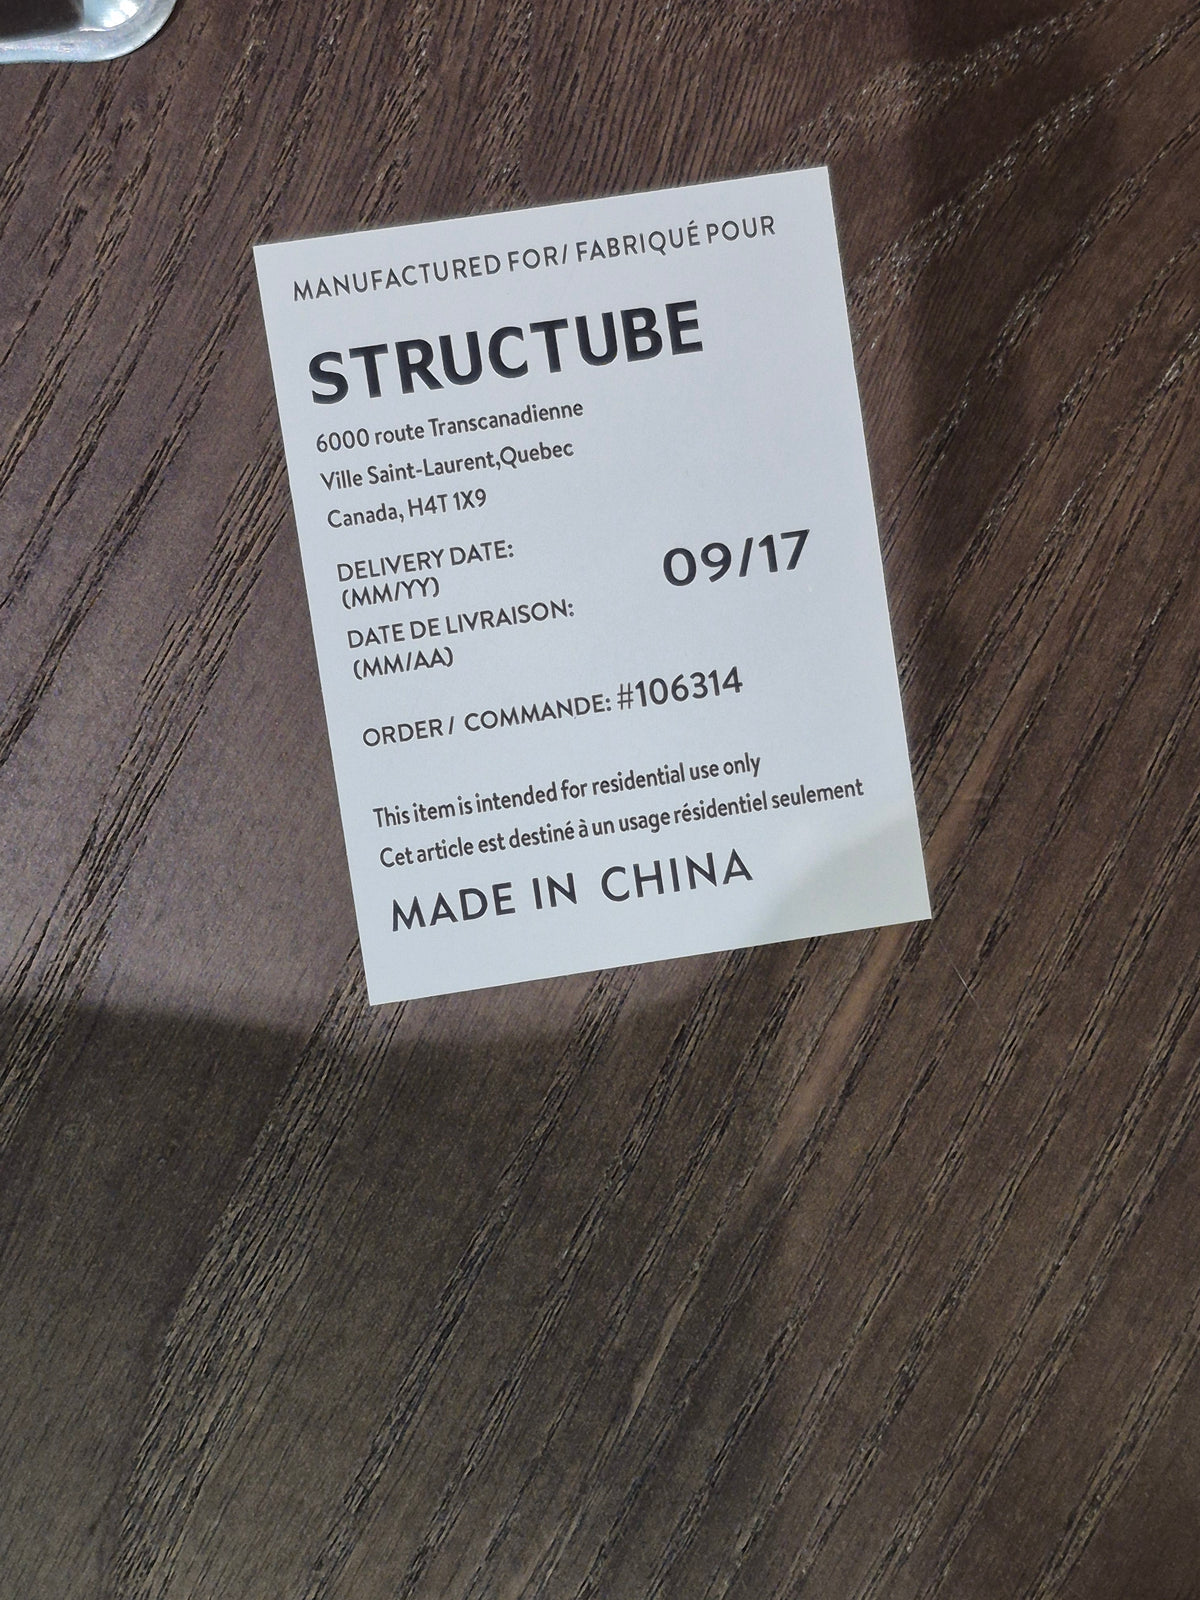 MANUFACTURED FOR/ FABRIQUÉ POUR
STRUCTUBE
6000 route Transcanadienne
Ville Saint-Laurent,Quebec
Canada, H4T 1X9
DELIVERY DATE:
(MM/YY)
09/17
DATE DE LIVRAISON:
(MM/AA)
ORDER / COMMANDE: #106314
This item is intended for residential use only
Cet article est destiné à un usage résidentiel seulement
MADE IN CHINA